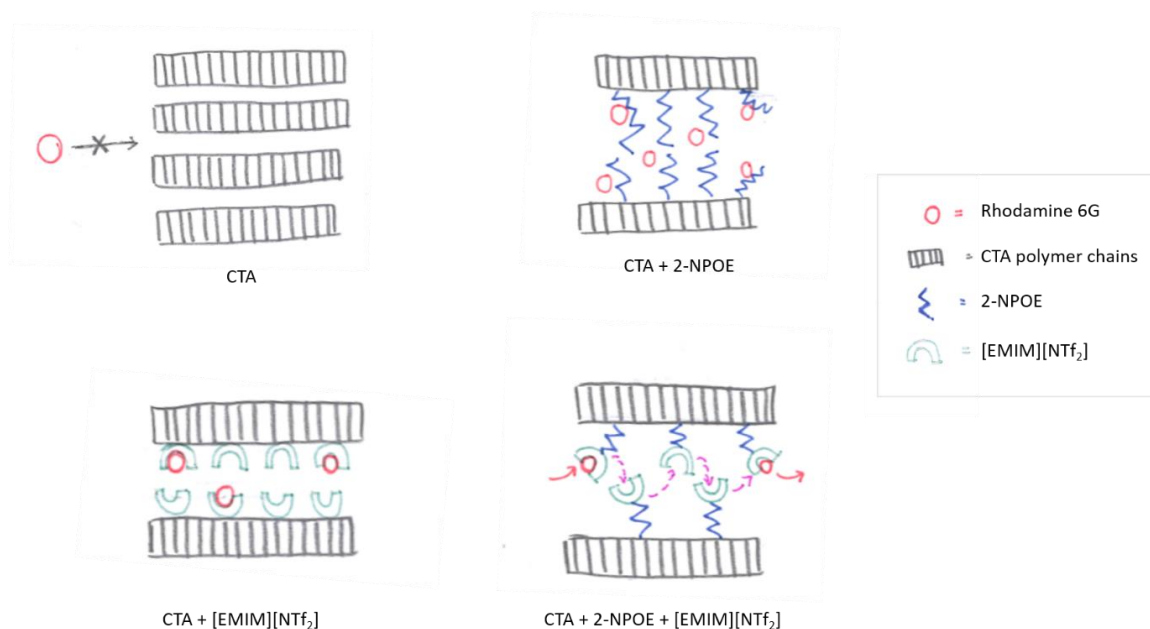 CTA
CTA + 2-NPOE
= Rhodamine 6G
= CTA polymer chains
= 2-NPOE
= [EMIM][NTf₂]
CTA + [EMIM][NTf₂]
CTA + 2-NPOE + [EMIM][NTf₂]